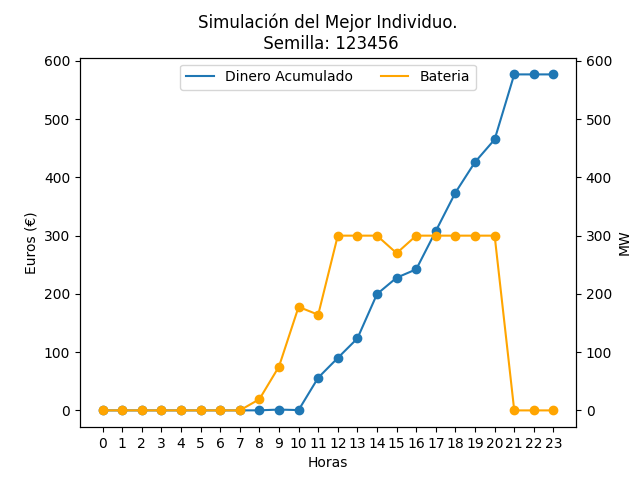 Simulación del Mejor Individuo.
Semilla: 123456
Dinero Acumulado
Bateria
600
500
400
300
200
100
0
Euros (€)
600
500
400
300
200
100
0
MW
0 1 2 3 4 5 6 7 8 9 10 11 12 13 14 15 16 17 18 19 20 21 22 23
Horas